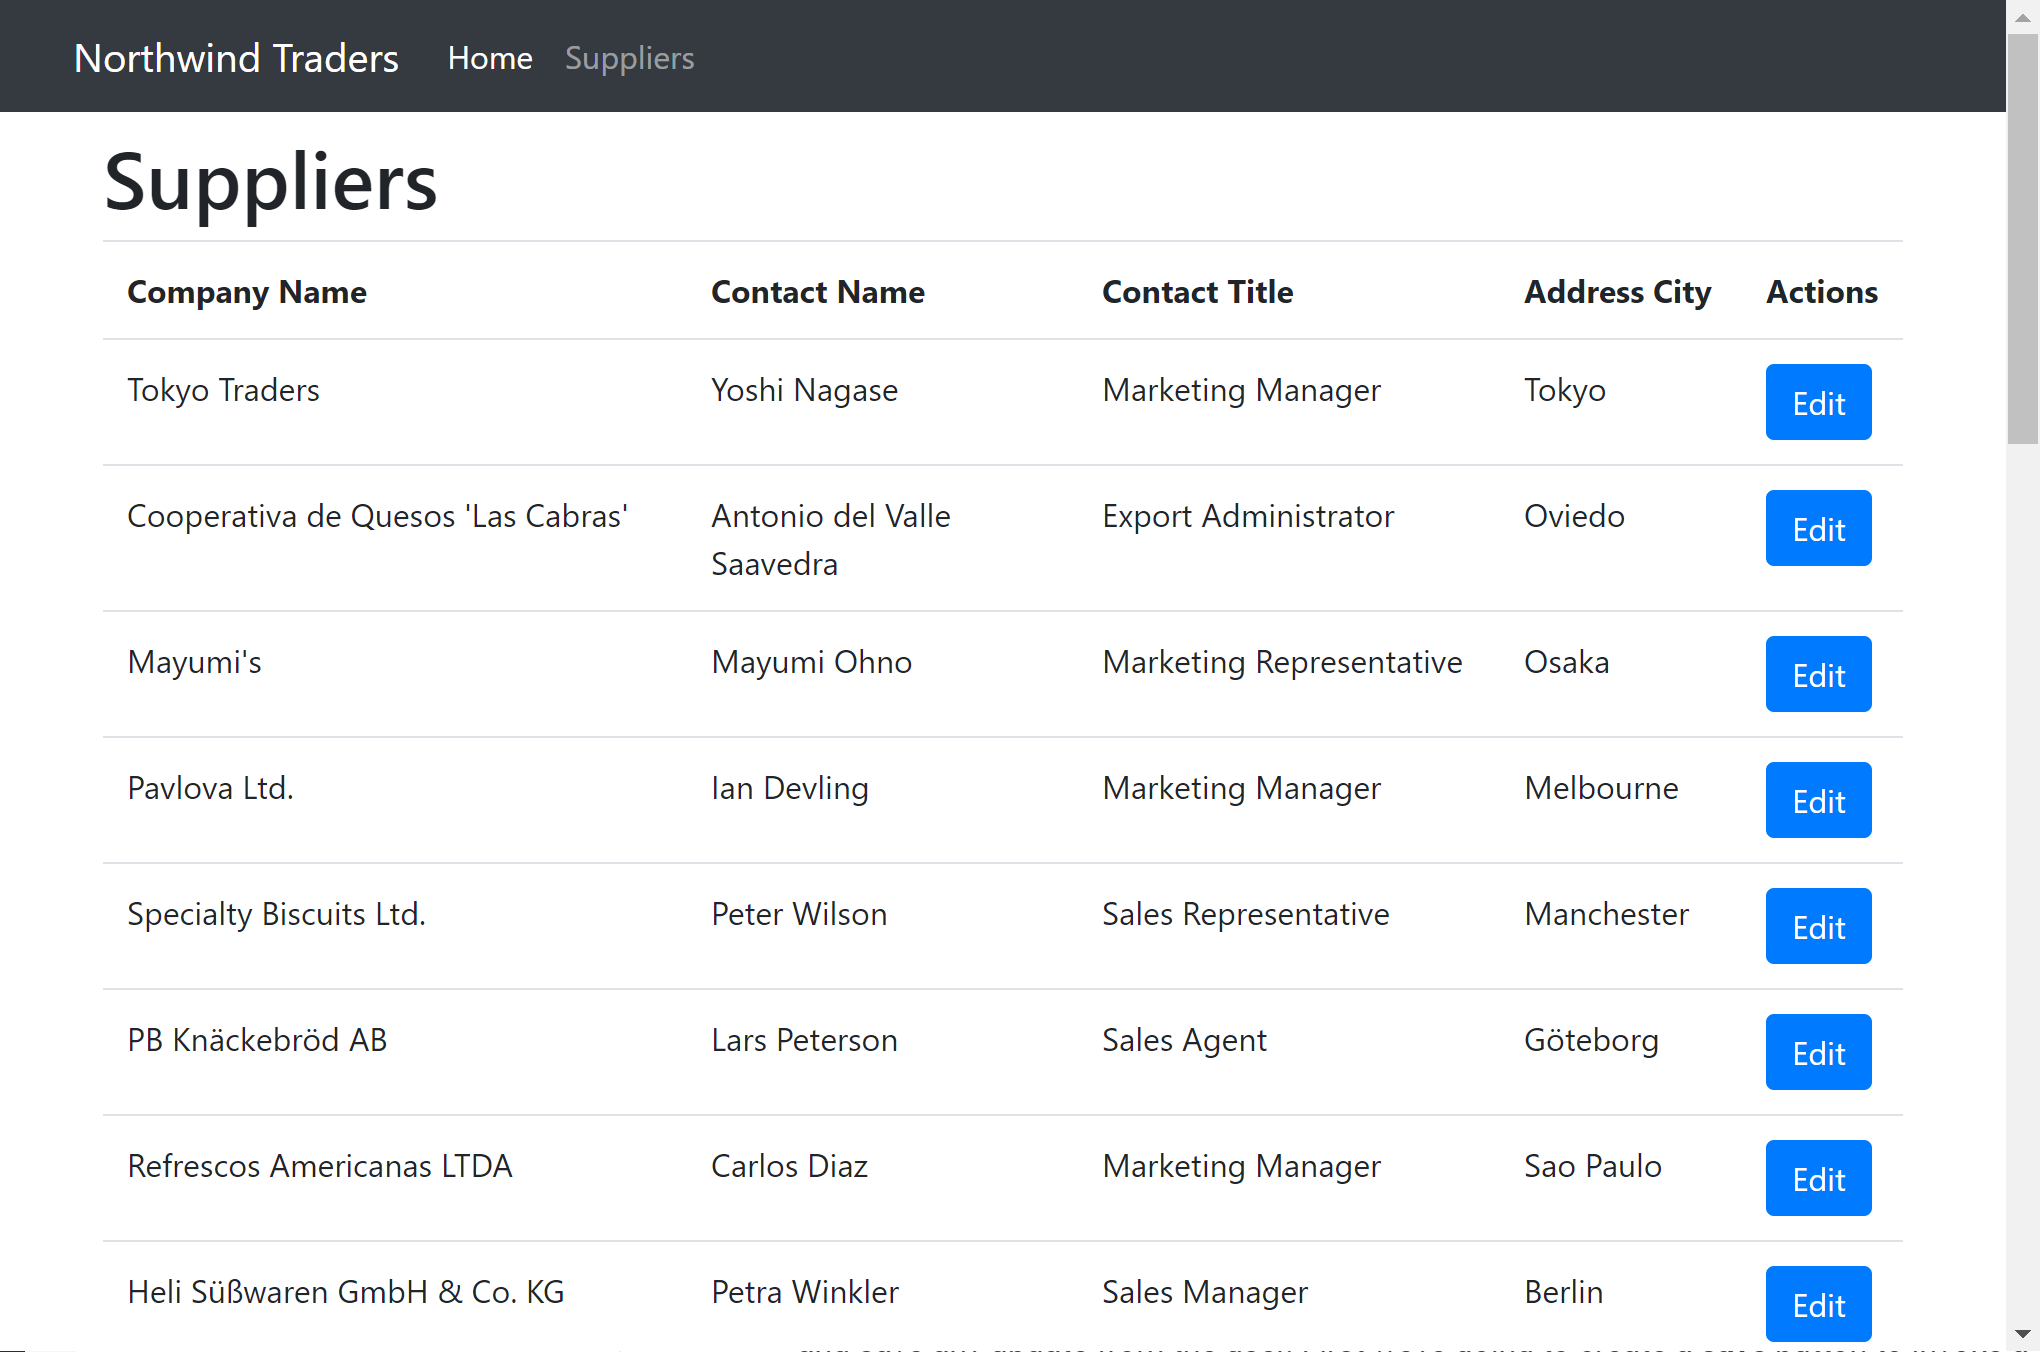 Northwind Traders Home Suppliers
Suppliers
Company Name Contact Name Contact Title Address City Actions
Tokyo Traders Yoshi Nagase Marketing Manager Tokyo Edit
Cooperativa de Quesos 'Las Cabras' Antonio del Valle Export Administrator Oviedo Edit
Saavedra
Mayumi's Mayumi Ohno Marketing Representative Osaka Edit
Pavlova Ltd. Ian Devling Marketing Manager Melbourne Edit
Specialty Biscuits Ltd. Peter Wilson Sales Representative Manchester Edit
PB Knäckebröd AB Lars Peterson Sales Agent Göteborg Edit
Refrescos Americanas LTDA Carlos Diaz Marketing Manager Sao Paulo Edit
Heli Süßwaren GmbH & Co. KG Petra Winkler Sales Manager Berlin Edit